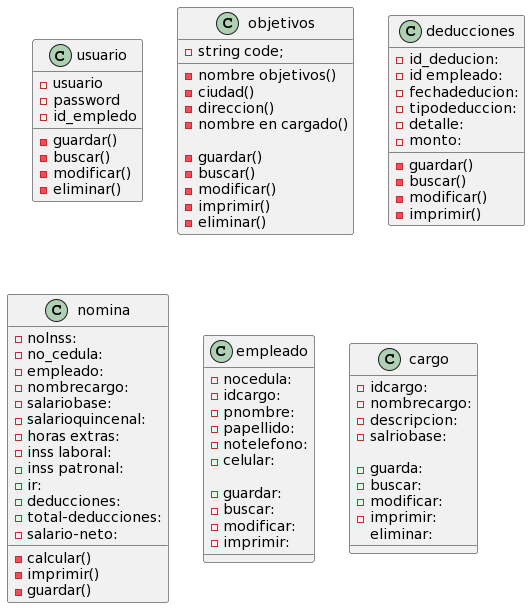 C usuario
usuario
password
id_empledo
guardar()
buscar()
modificar()
eliminar()
C objetivos
string code;
nombre objetivos()
ciudad()
direccion()
nombre en cargado()
guardar()
buscar()
modificar()
imprimir()
eliminar()
C deducciones
id_deducion:
id empleado:
fechadeducion:
tipodeduccion:
detalle:
monto:
guardar()
buscar()
modificar()
imprimir()
C nomina
noInss:
no_cedula:
empleado:
nombrecargo:
salariobase:
salarioquincenal:
horas extras:
inss laboral:
inss patronal:
ir:
deducciones:
total-deducciones:
salario-neto:
calcular()
imprimir()
guardar()
C empleado
nocedula:
idcargo:
pnombre:
papellido:
notelefono:
celular:
guardar:
buscar:
modificar:
imprimir:
C cargo
idcargo:
nombrecargo:
descripcion:
salriobase:
guarda:
buscar:
modificar:
imprimir:
eliminar: